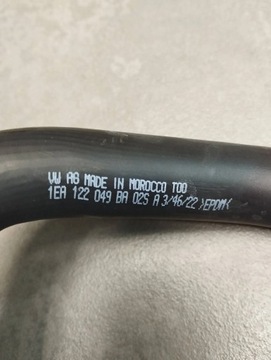 VW AG MADE IN MOROCCO TOO
1EA 122 049 BA 02S A 3/46/22 >EPDM<